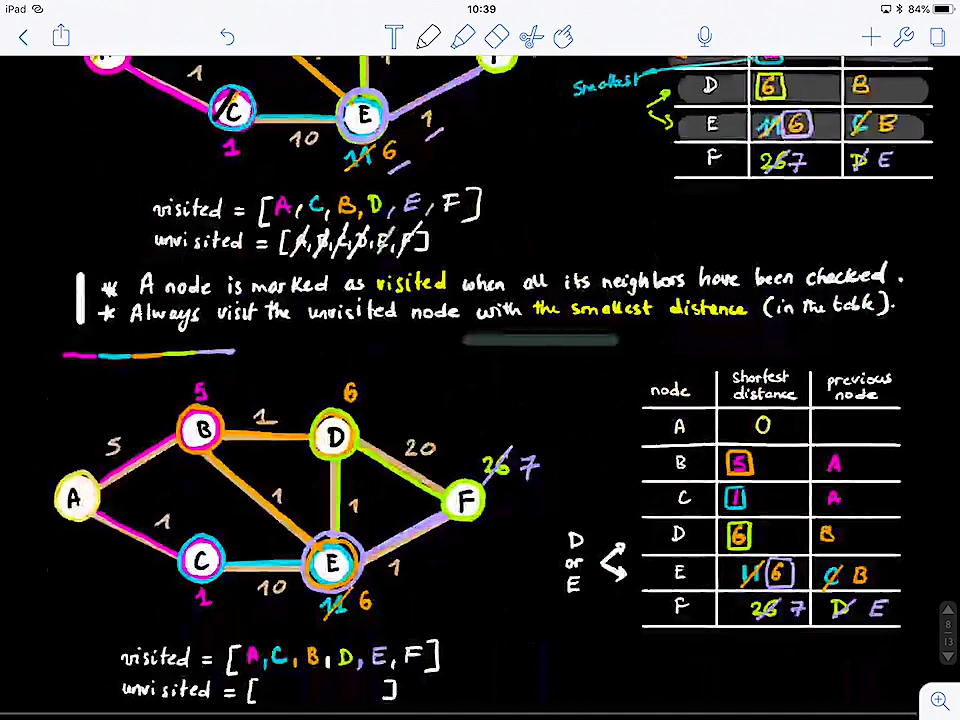 iPad 10:39 84%
T
1
C 10 E 1
1 11 6
Smallest
D 6 B
E 11 6 C B
F 26 7 D E
visited = [A, C, B, D, E, F]
unvisited = [A, B, C, D, E, F]
* A node is marked as visited when all its neighbors have been checked.
* Always visit the unvisited node with the smallest distance (in the table).
5 6
B 1 D
5 20
26 7
A 1 1 F
1
C 10 E 1
1 11 6
D
or
E
node shortest distance previous node
A 0
B 5 A
C 1 A
D 6 B
E 11 6 C B
F 26 7 D E
visited = [A, C, B, D, E, F]
unvisited = [ ]
8
13